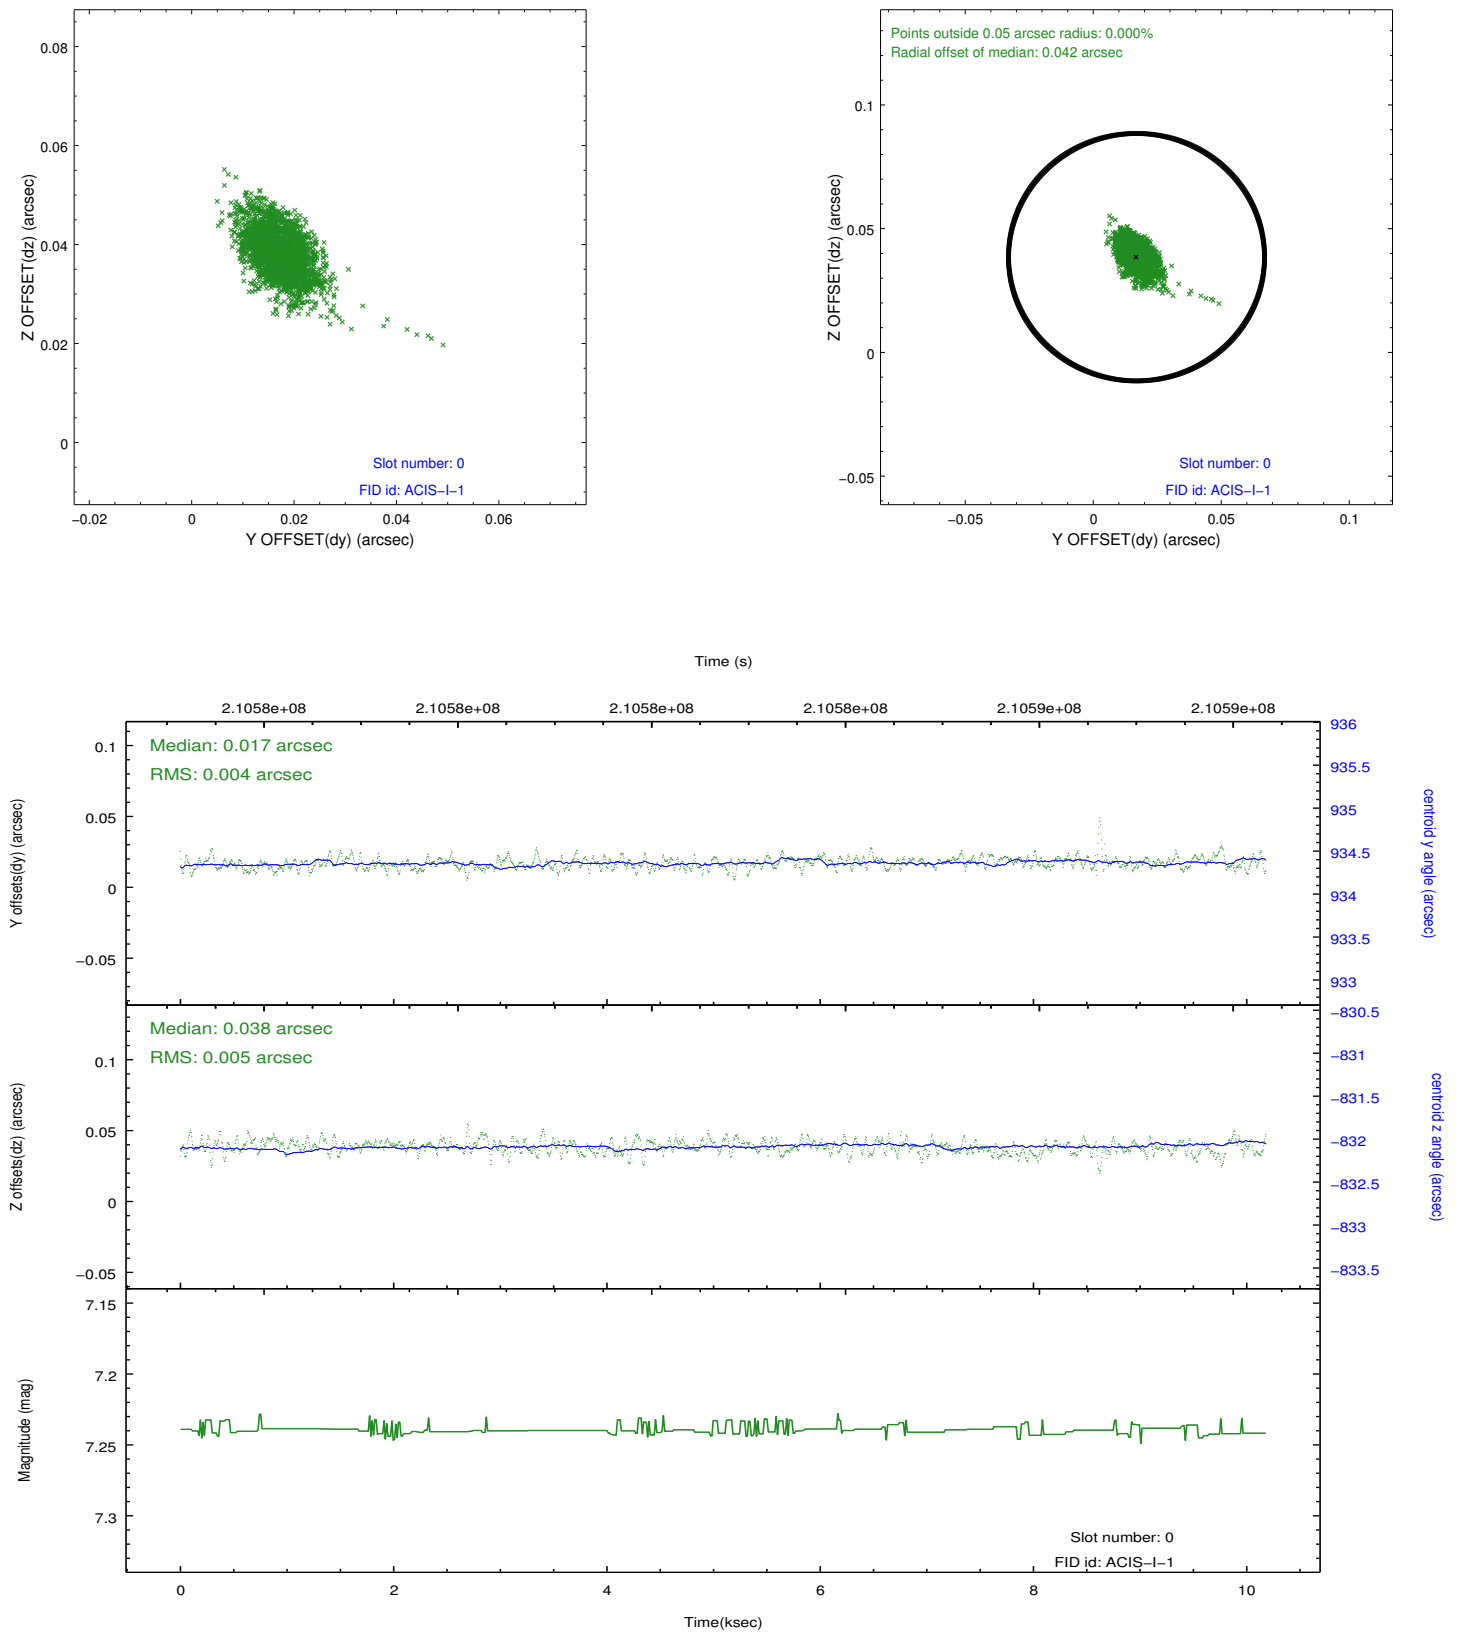 0.08
0.06
0.04
0.02
0
Z OFFSET(dz) (arcsec)
Slot number: 0
FID id: ACIS−I−1
−0.02 0 0.02 0.04 0.06
Y OFFSET(dy) (arcsec)
Points outside 0.05 arcsec radius: 0.000%
Radial offset of median: 0.042 arcsec
0.1
0.05
0
−0.05
Z OFFSET(dz) (arcsec)
Slot number: 0
FID id: ACIS−I−1
−0.05 0 0.05 0.1
Y OFFSET(dy) (arcsec)
Time (s)
2.1058e+08 2.1058e+08 2.1058e+08 2.1058e+08 2.1059e+08 2.1059e+08
Median: 0.017 arcsec
RMS: 0.004 arcsec
0.1
0.05
0
−0.05
Y offsets(dy) (arcsec)
936
935.5
935
934.5
934
933.5
933
centroid y angle (arcsec)
Median: 0.038 arcsec
RMS: 0.005 arcsec
0.1
0.05
0
−0.05
Z offsets(dz) (arcsec)
−830.5
−831
−831.5
−832
−832.5
−833
−833.5
centroid z angle (arcsec)
7.15
7.2
7.25
7.3
Magnitude (mag)
Slot number: 0
FID id: ACIS−I−1
0 2 4 6 8 10
Time(ksec)